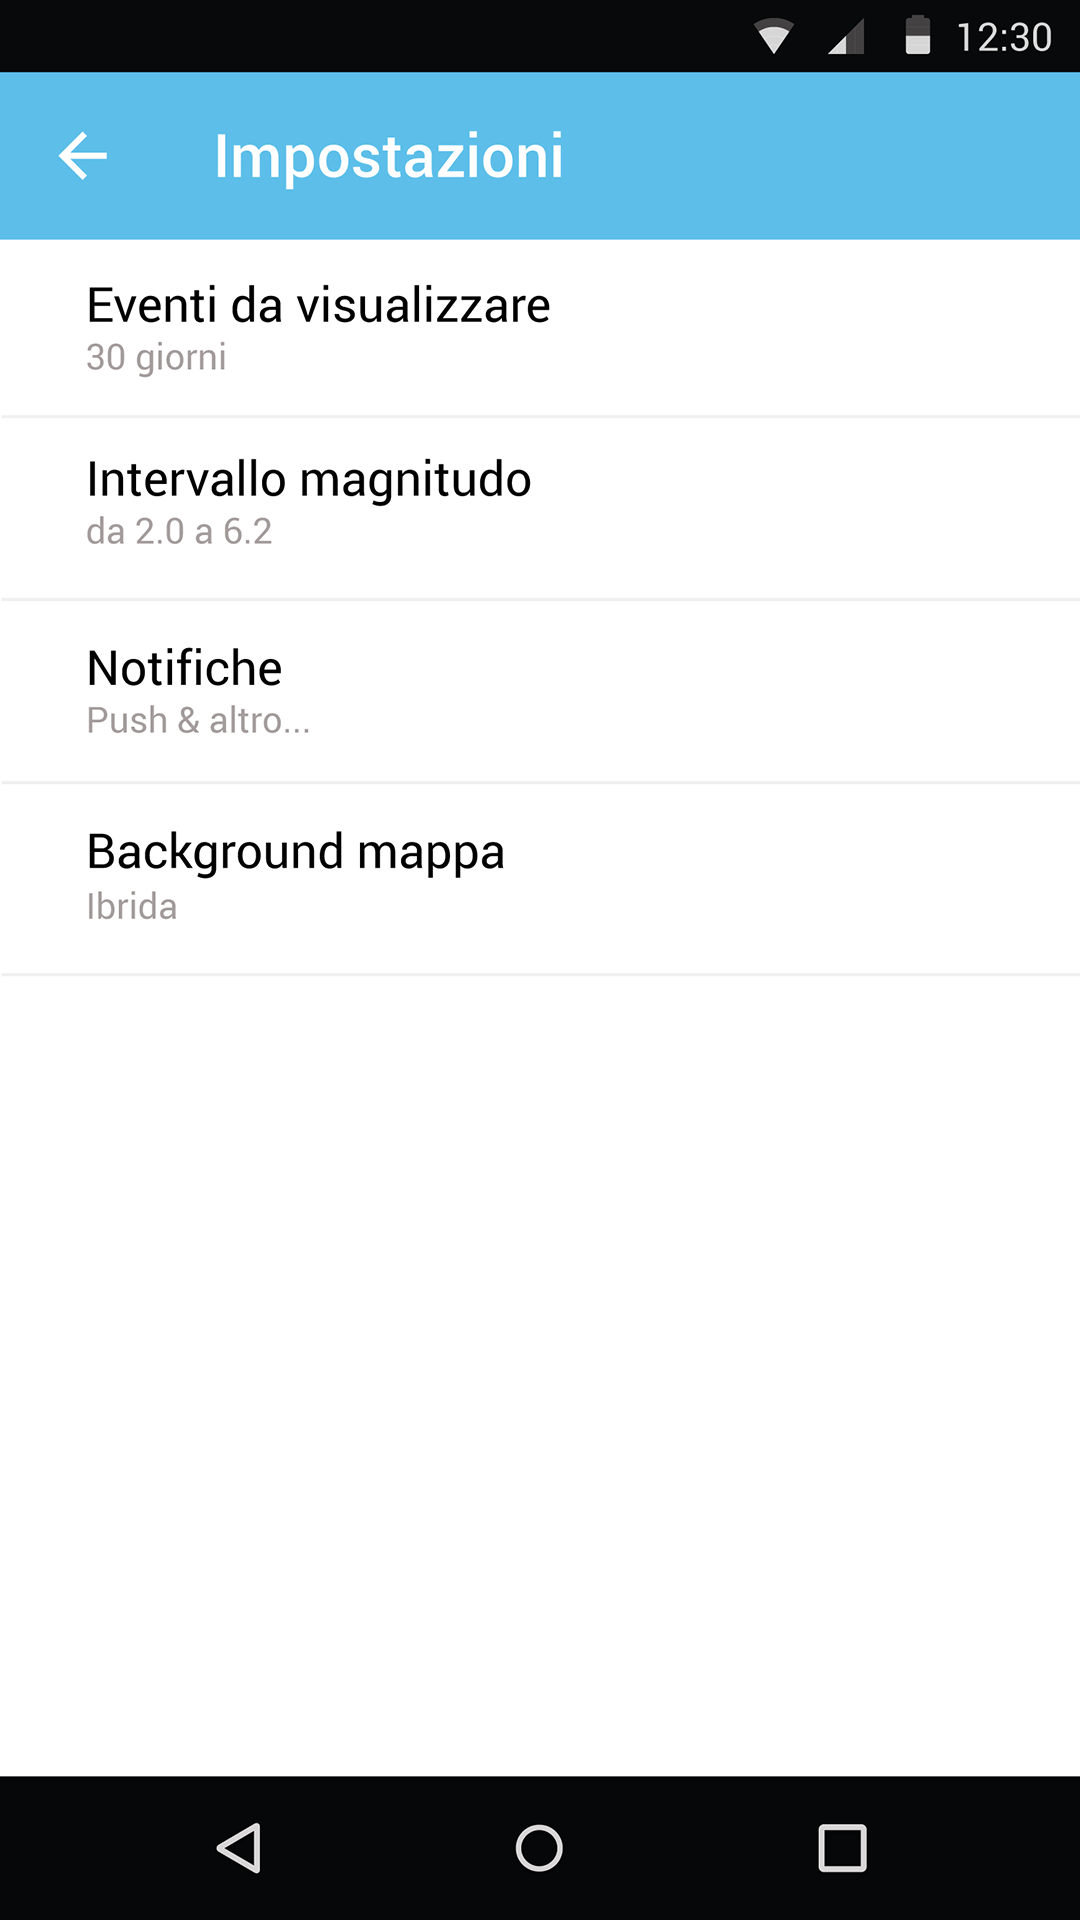 12:30
Impostazioni
Eventi da visualizzare
30 giorni
Intervallo magnitudo
da 2.0 a 6.2
Notifiche
Push & altro...
Background mappa
Ibrida